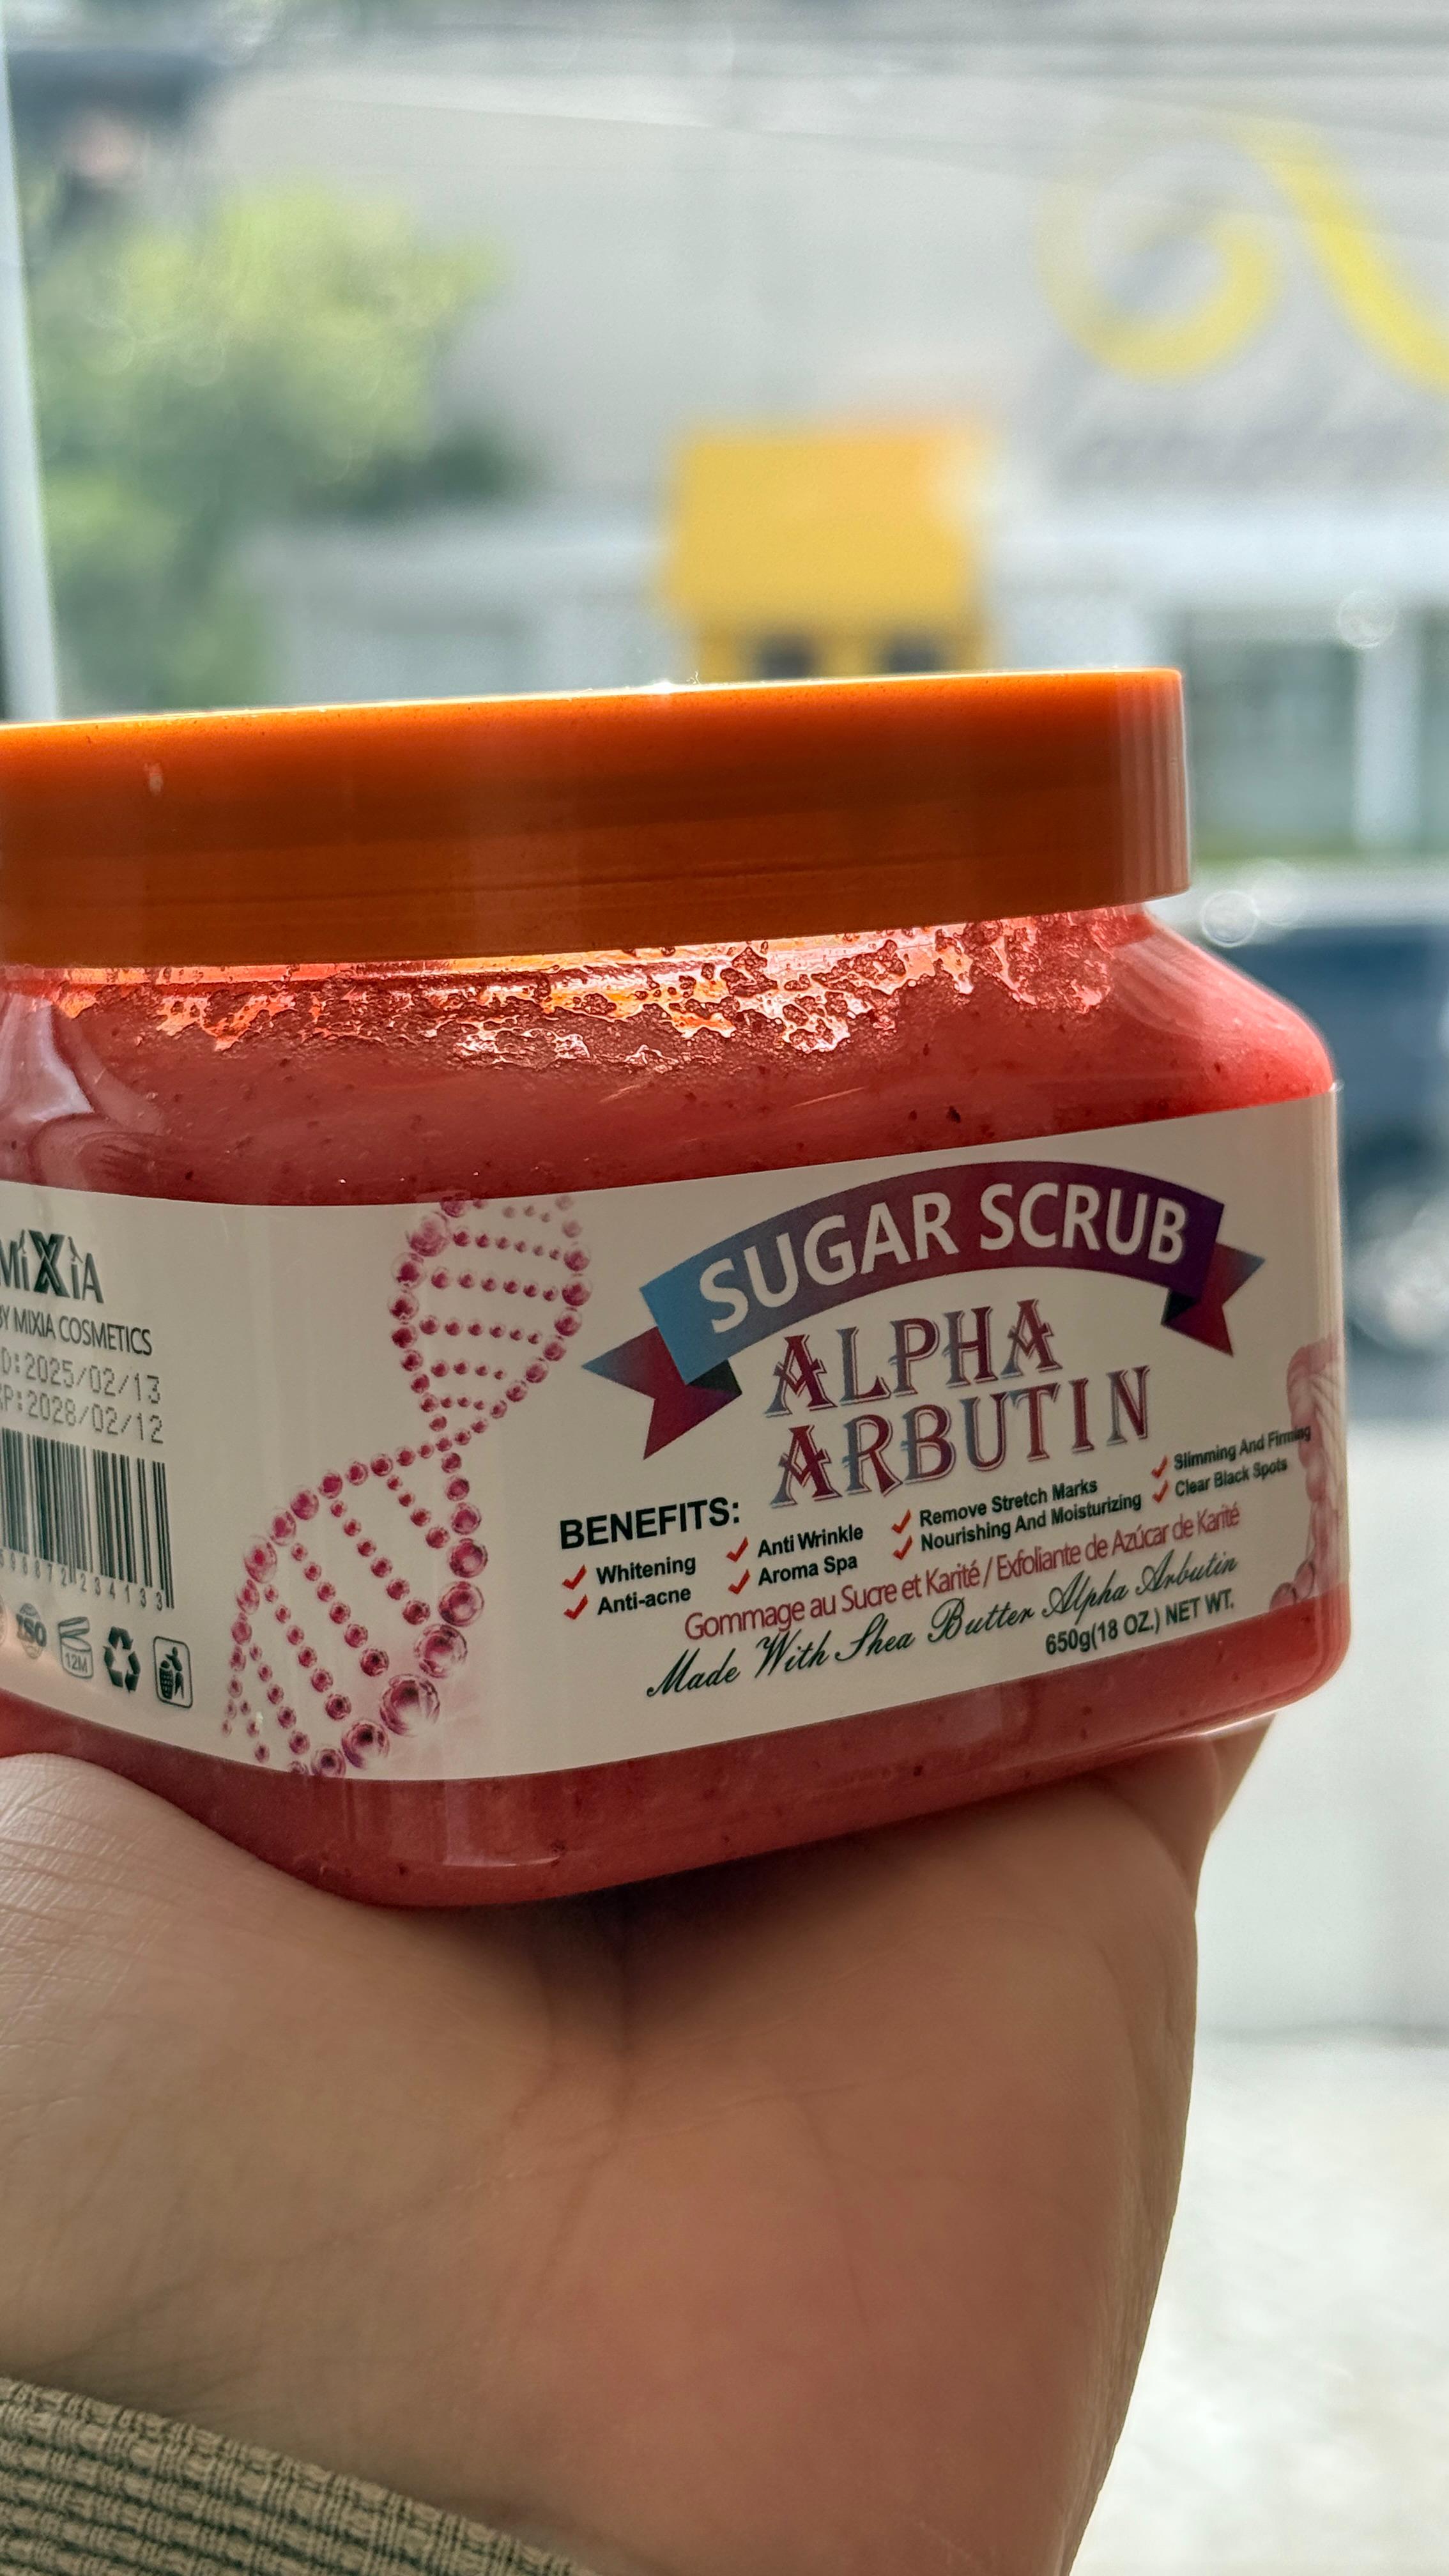 MiXiA
BY MIXIA COSMETICS
D:2025/02/13
P:2028/02/12
ISO
12M
SUGAR SCRUB
ALPHA
ARBUTIN
BENEFITS:
Whitening
Anti-acne
Anti Wrinkle
Aroma Spa
Remove Stretch Marks
Nourishing And Moisturizing
Slimming And Firming
Clear Black Spots
Gommage au Sucre et Karité / Exfoliante de Azúcar de Karité
Made With Shea Butter Alpha Arbutin
650g(18 OZ.) NET WT.